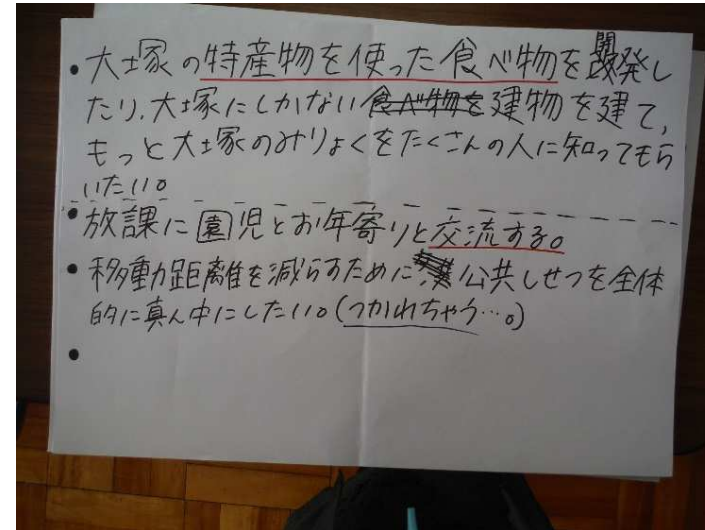 ・大塚の特産物を使った食べ物を開発し
たり、大塚にしかない建物を建て、
もっと大塚のみりょくをたくさんの人に知ってもら
いたい。
・放課に園児とお年寄りと交流する。
・移動距離を減らすために公共しせつを全体
的に真ん中にしたい。(つかれちゃう…。)
・